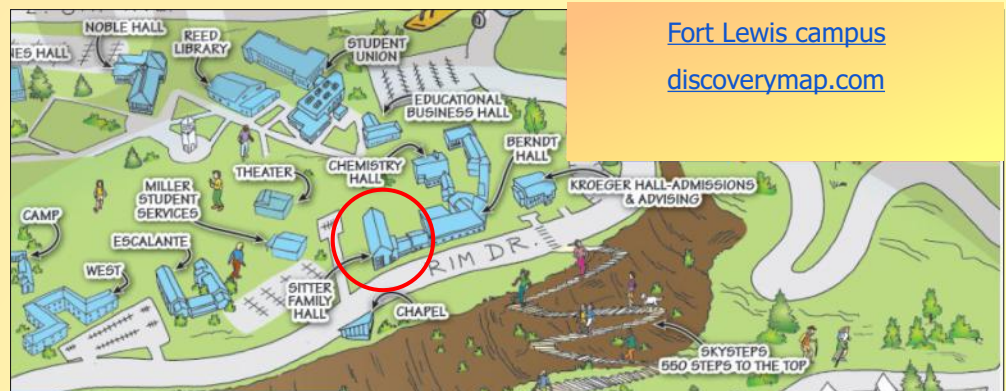 NOBLE HALL
NES HALL
REED
LIBRARY
STUDENT
UNION
Fort Lewis campus
discoverymap.com
EDUCATIONAL
BUSINESS HALL
BERNDT
HALL
CHEMISTRY
HALL
THEATER
KROEGER HALL-ADMISSIONS
& ADVISING
MILLER
STUDENT
SERVICES
CAMP
ESCALANTE
WEST
RIM DR.
SITTER
FAMILY
HALL
CHAPEL
SKYSTEPS
550 STEPS TO THE TOP